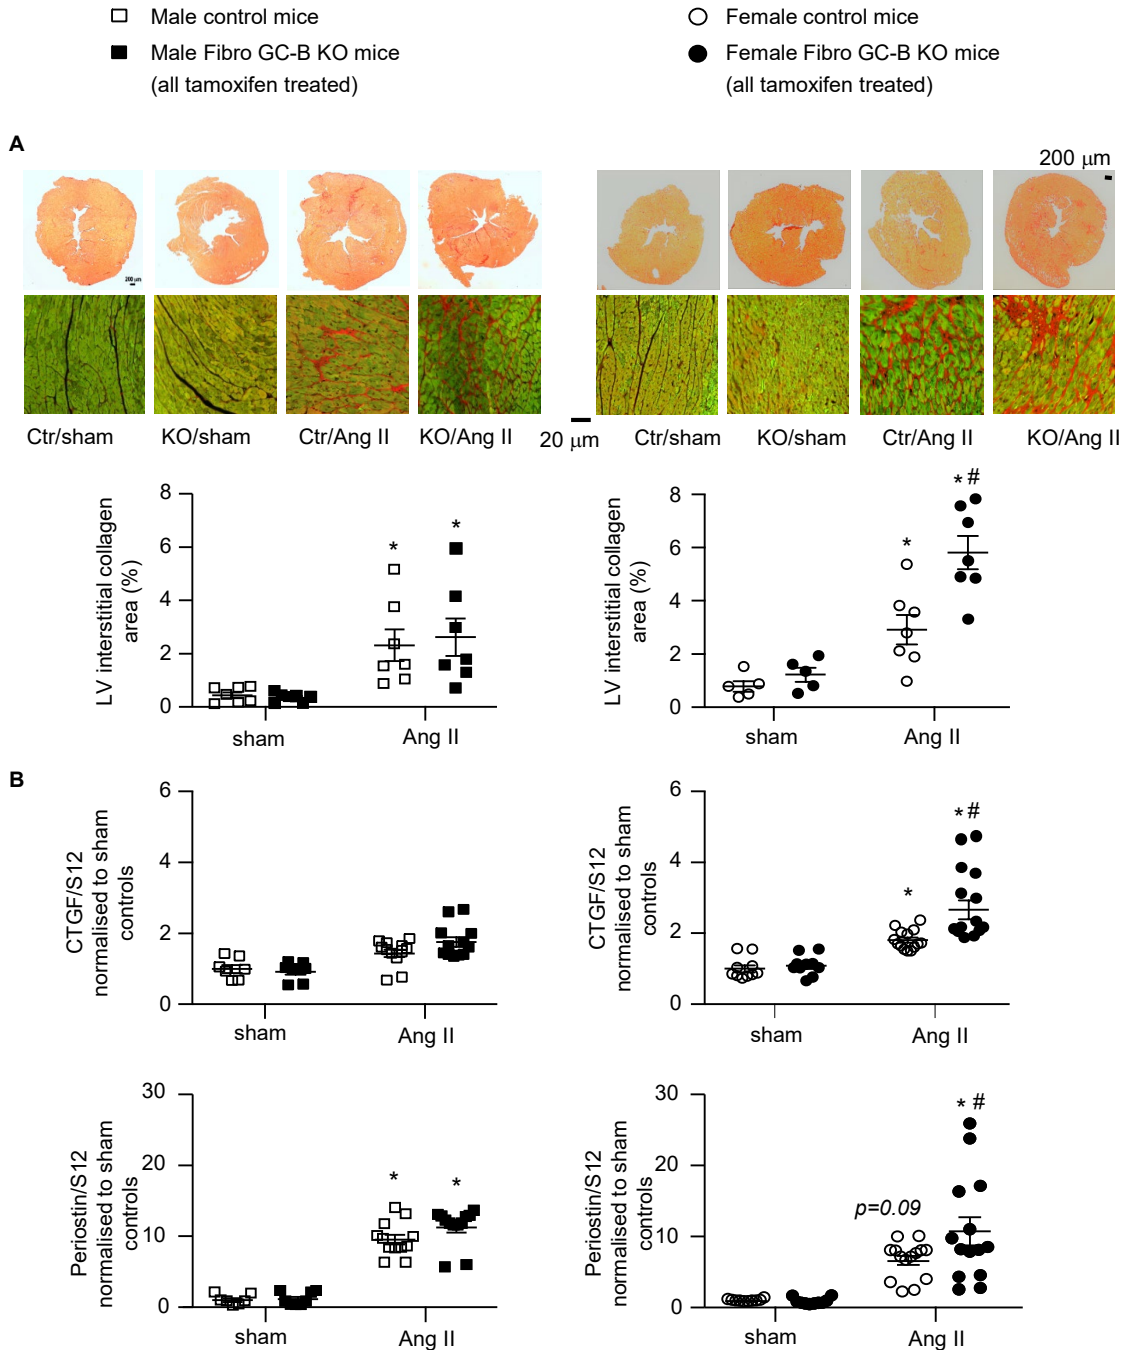 Male control mice
Male Fibro GC-B KO mice
(all tamoxifen treated)
Female control mice
Female Fibro GC-B KO mice
(all tamoxifen treated)
A
200 µm
200 µm
Ctr/sham
KO/sham
Ctr/Ang II
KO/Ang II
20 µm
Ctr/sham
KO/sham
Ctr/Ang II
KO/Ang II
LV interstitial collagen
area (%)
8
6
4
2
0
*
*
sham
Ang II
LV interstitial collagen
area (%)
8
6
4
2
0
*
* #
sham
Ang II
B
CTGF/S12
normalised to sham
controls
6
4
2
0
sham
Ang II
CTGF/S12
normalised to sham
controls
6
4
2
0
*
* #
sham
Ang II
Periostin/S12
normalised to sham
controls
30
20
10
0
*
*
sham
Ang II
Periostin/S12
normalised to sham
controls
30
20
10
0
p=0.09
* #
sham
Ang II